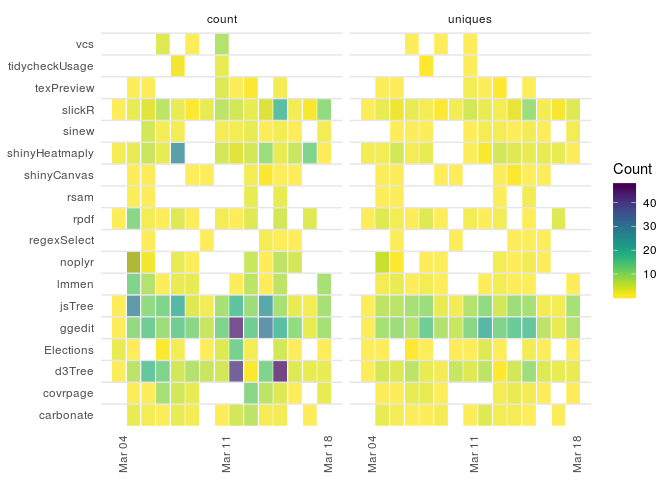 count
uniques
vcs
tidycheckUsage
texPreview
slickR
sinew
shinyHeatmaply
shinyCanvas
rsam
rpdf
regexSelect
noplyr
lmmen
jsTree
ggedit
Elections
d3Tree
covrpage
carbonate
Mar 04
Mar 11
Mar 18
Mar 04
Mar 11
Mar 18
Count
40
30
20
10